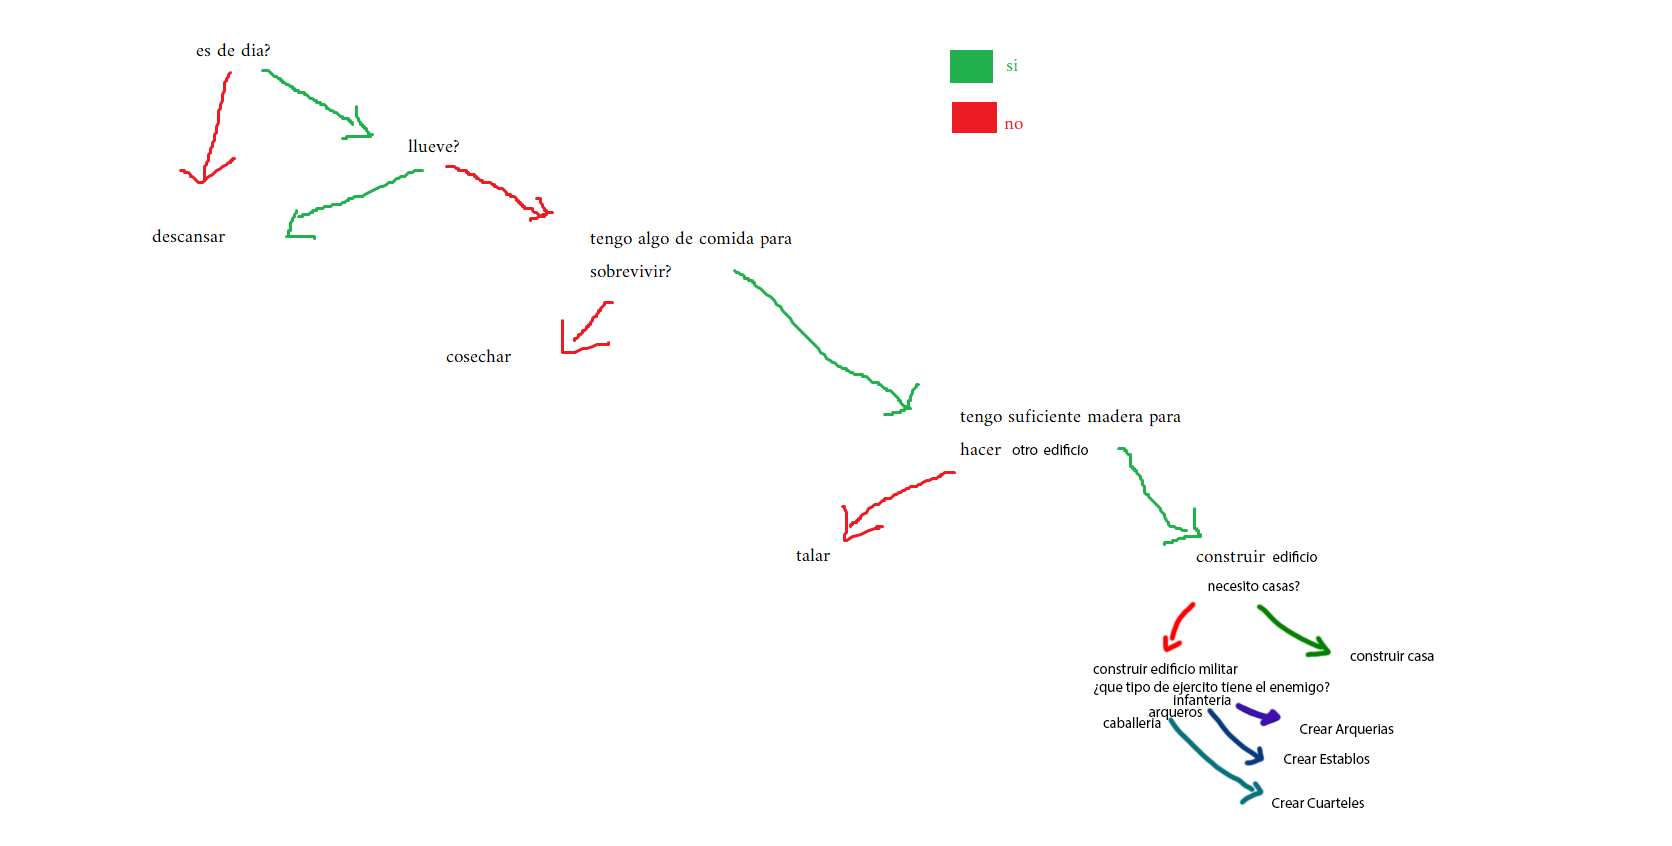 es de dia?
si
no
llueve?
descansar
tengo algo de comida para
sobrevivir?
cosechar
tengo suficiente madera para
hacer otro edificio
talar
construir edificio
necesito casas?
construir casa
construir edificio militar
¿que tipo de ejercito tiene el enemigo?
infanteria
arqueros
caballeria
Crear Arquerias
Crear Establos
Crear Cuarteles